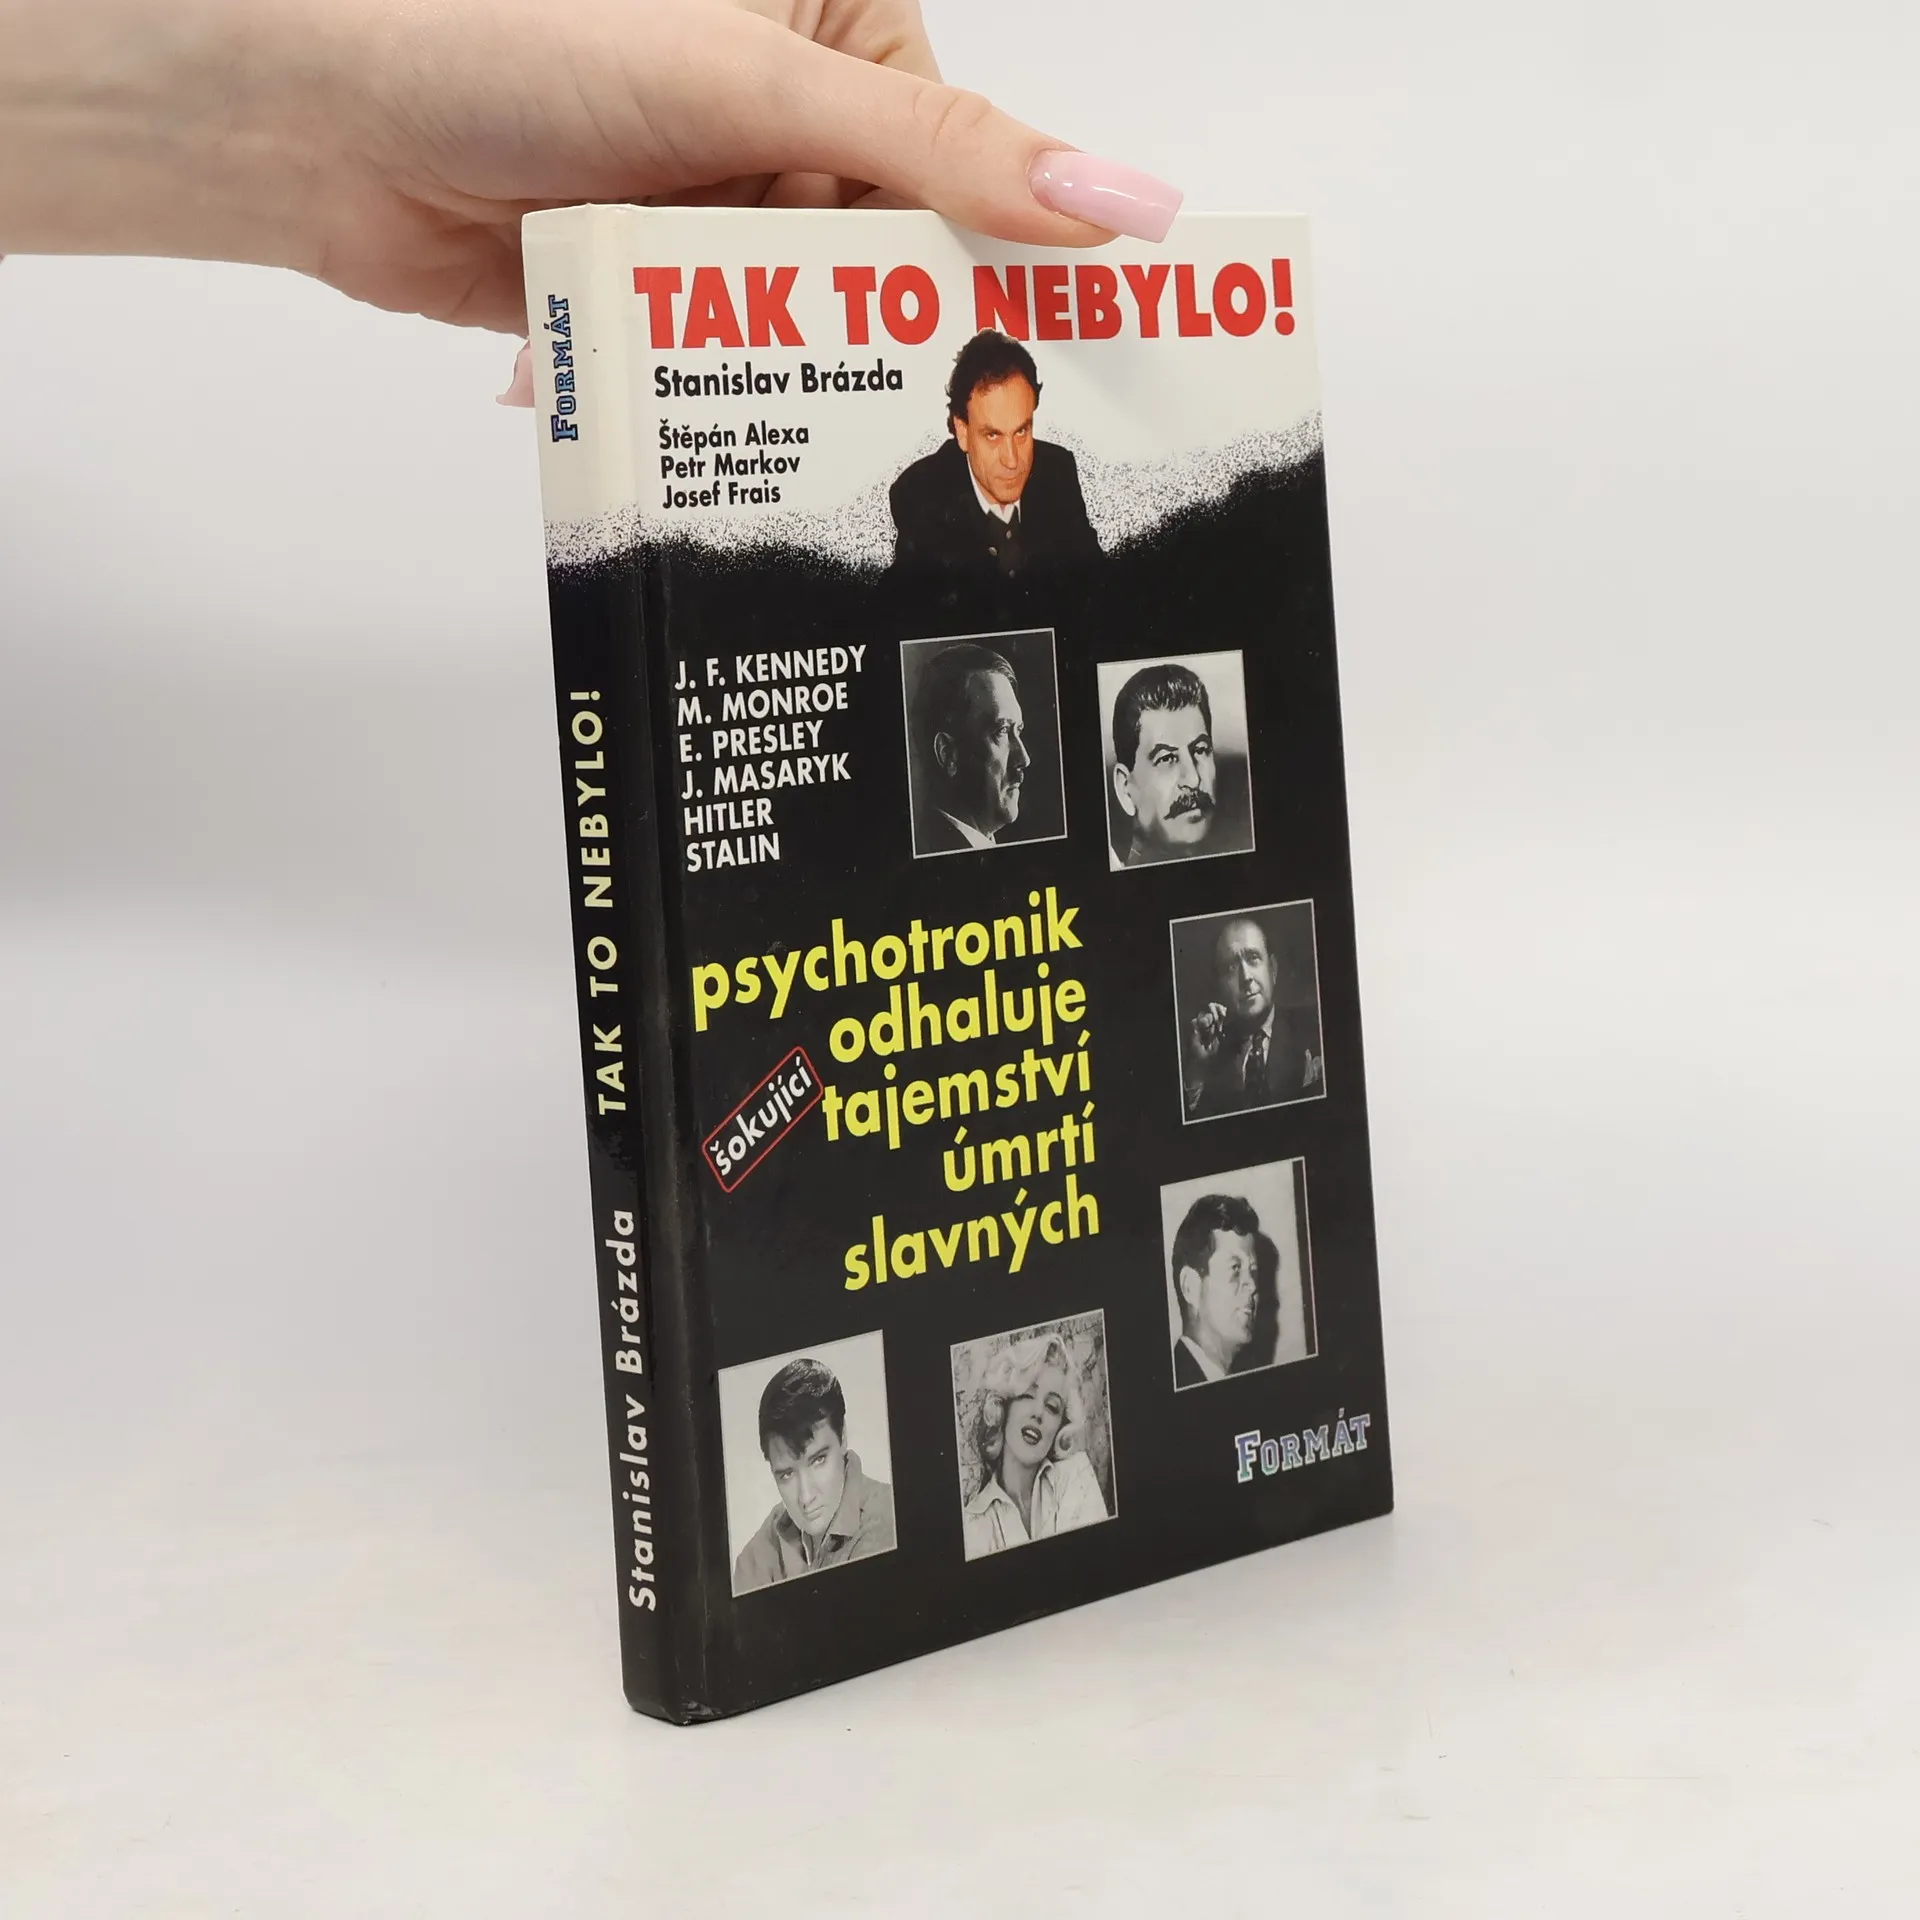 TAK TO NEBYLO!
Stanislav Brázda
Štěpán Alexa
Petr Markov
Josef Frais
J. F. KENNEDY
M. MONROE
E. PRESLEY
J. MASARYK
HITLER
STALIN
psychotronik
odhaluje
šokující
tajemství
úmrtí
slavných
FORMÁT
FORMÁT
TAK TO NEBYLO!
Stanislav Brázda